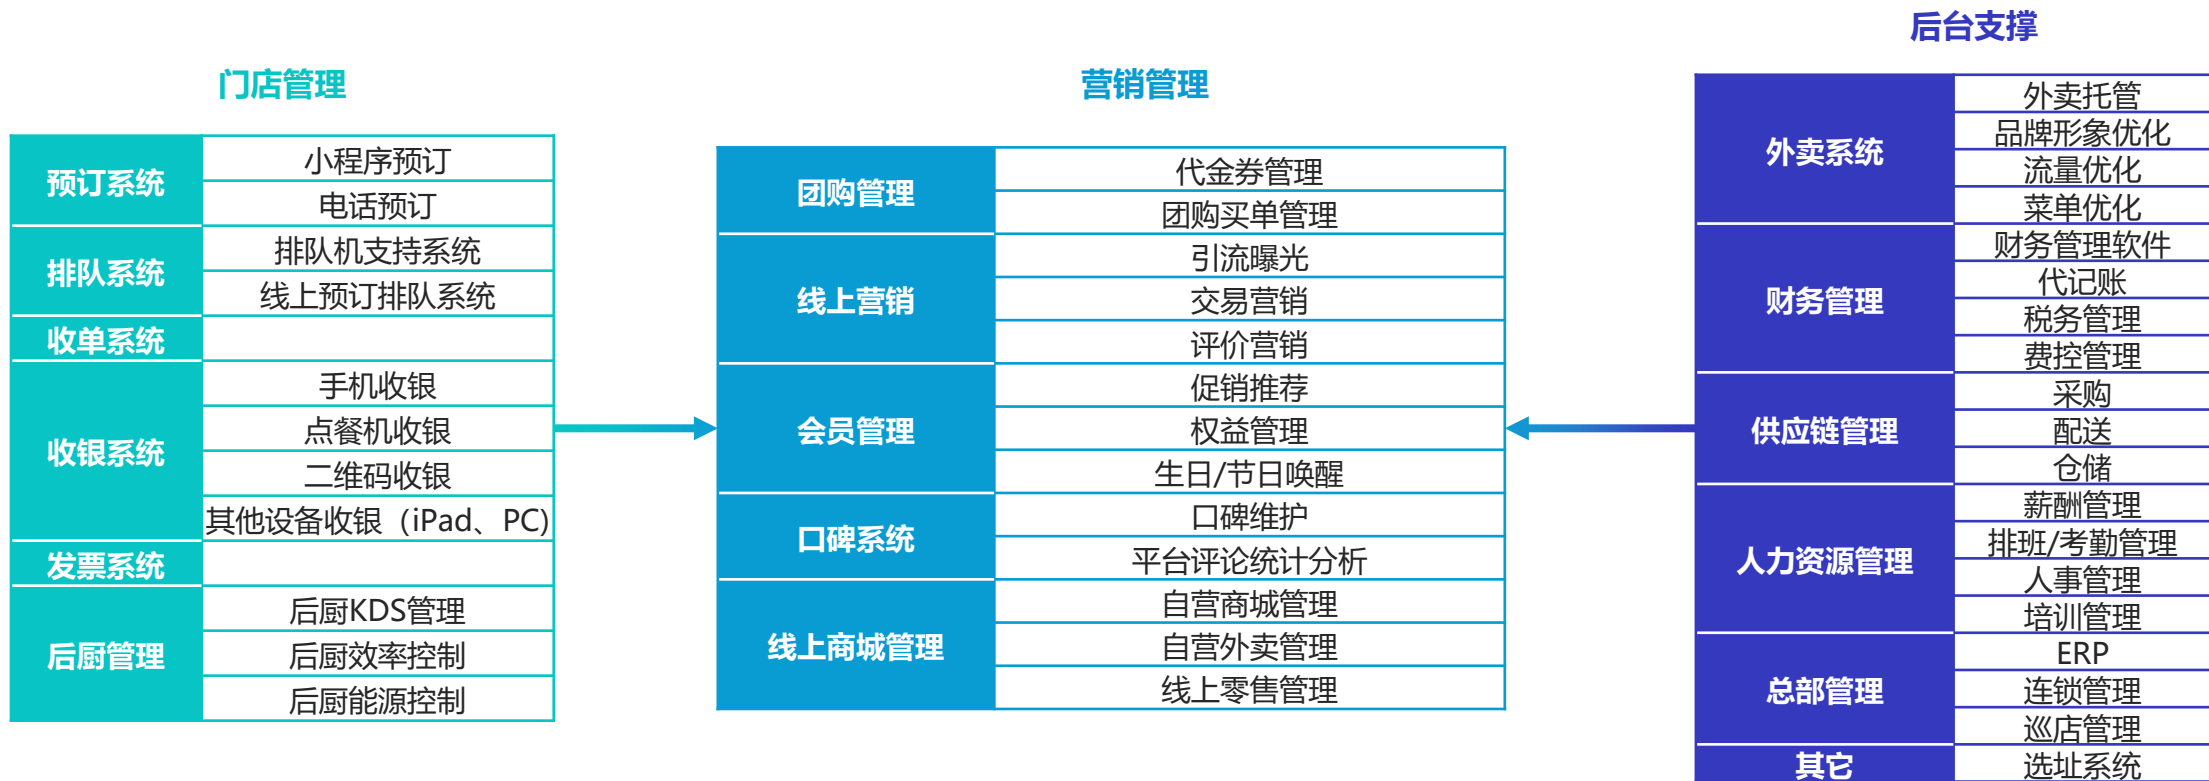 门店管理
预订系统
小程序预订
电话预订
排队系统
排队机支持系统
线上预订排队系统
收单系统
收银系统
手机收银
点餐机收银
二维码收银
其他设备收银（iPad、PC)
发票系统
后厨管理
后厨KDS管理
后厨效率控制
后厨能源控制
营销管理
团购管理
代金券管理
团购买单管理
线上营销
引流曝光
交易营销
评价营销
会员管理
促销推荐
权益管理
生日/节日唤醒
口碑系统
口碑维护
平台评论统计分析
线上商城管理
自营商城管理
自营外卖管理
线上零售管理
后台支撑
外卖系统
外卖托管
品牌形象优化
流量优化
菜单优化
财务管理
财务管理软件
代记账
税务管理
费控管理
供应链管理
采购
配送
仓储
人力资源管理
薪酬管理
排班/考勤管理
人事管理
培训管理
总部管理
ERP
连锁管理
巡店管理
其它
选址系统